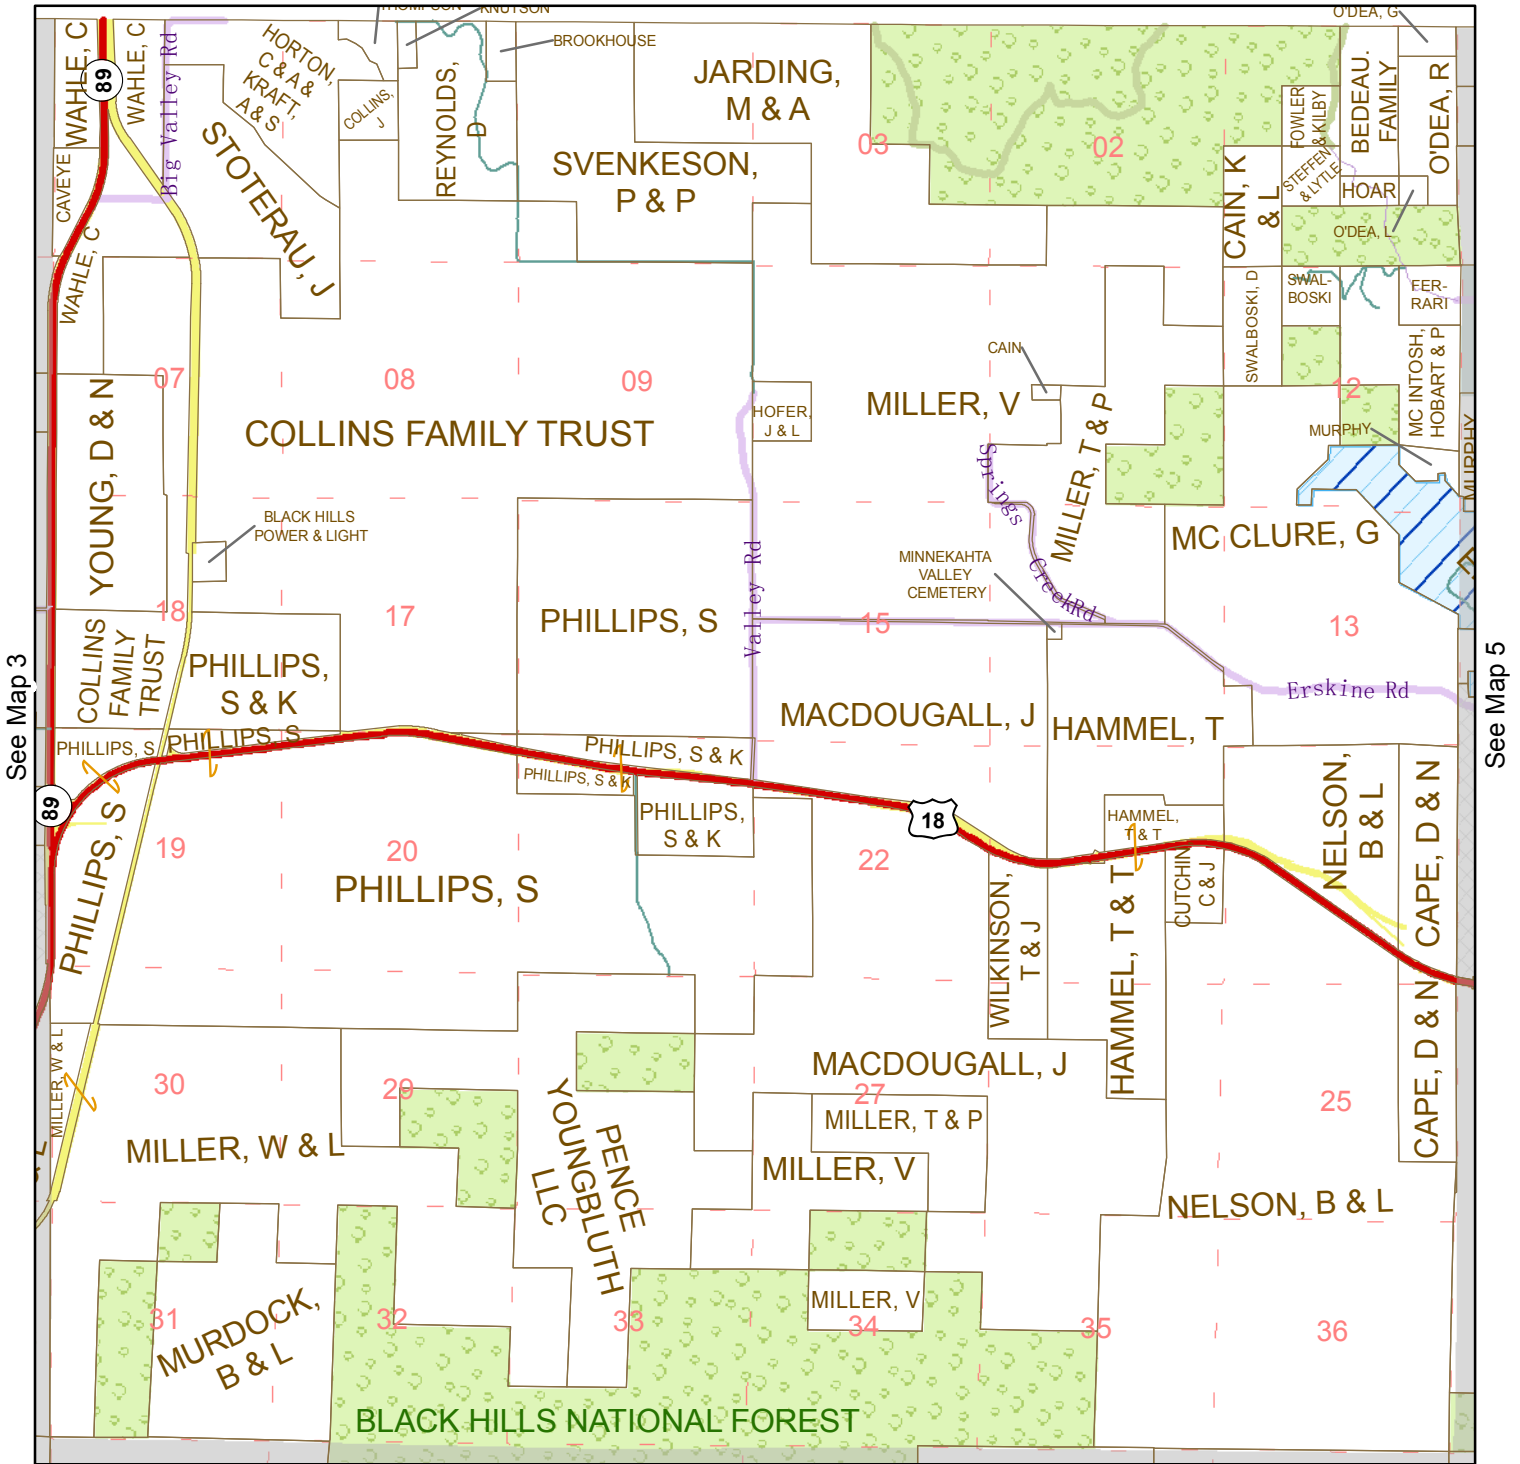 THOMPSON
KNUTSON
O'DEA, G
WAHLE, C
89
WAHLE, C
Big Valley Rd
HORTON,
C & A &
KRAFT,
A & S
COLLINS,
J
REYNOLDS,
D
BROOKHOUSE
JARDING,
M & A
03
02
FOWLER
& KILBY
BEDEAU.
FAMILY
O'DEA, R
CAVEYE
STOTERAU, J
SVENKESON,
P & P
CAIN, K
& L
STEFFEN
& LYTLE
HOAR
O'DEA, L
WAHLE, C
SWALBOSKI, D
SWAL-
BOSKI
FER-
RARI
07
08
09
CAIN
12
MC INTOSH,
HOBART & P
YOUNG, D & N
COLLINS FAMILY TRUST
HOFER,
J & L
MILLER, V
MILLER, T & P
MURPHY
MURPHY
Springs
Creek Rd
BLACK HILLS
POWER & LIGHT
MC CLURE, G
MINNEKAHTA
VALLEY
CEMETERY
18
17
PHILLIPS, S
Valley Rd
15
13
COLLINS
FAMILY
TRUST
PHILLIPS,
S & K
See Map 3
See Map 5
Erskine Rd
MACDOUGALL, J
HAMMEL, T
PHILLIPS, S
PHILLIPS, S
PHILLIPS, S & K
PHILLIPS, S & K
PHILLIPS,
S & K
89
18
HAMMEL,
T & T
NELSON,
B & L
CAPE, D & N
PHILLIPS, S
19
20
22
PHILLIPS, S
WILKINSON,
T & J
HAMMEL, T & T
CUTCHIN
C & J
MILLER, W & L
30
29
MACDOUGALL, J
27
25
CAPE, D & N
& L
MILLER, W & L
PENCE
YOUNGBLUTH
LLC
MILLER, T & P
MILLER, V
NELSON, B & L
31
32
33
MILLER, V
34
35
36
MURDOCK,
B & L
BLACK HILLS NATIONAL FOREST